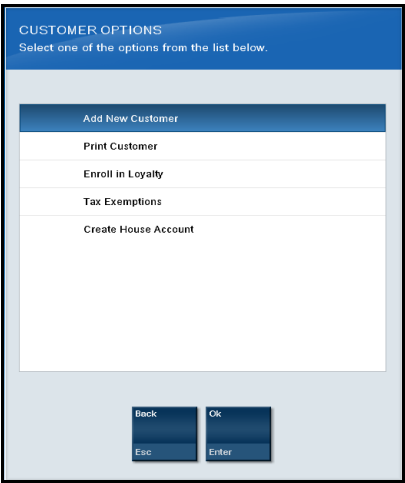 CUSTOMER OPTIONS
Select one of the options from the list below.
Add New Customer
Print Customer
Enroll in Loyalty
Tax Exemptions
Create House Account
Back
Esc
Ok
Enter